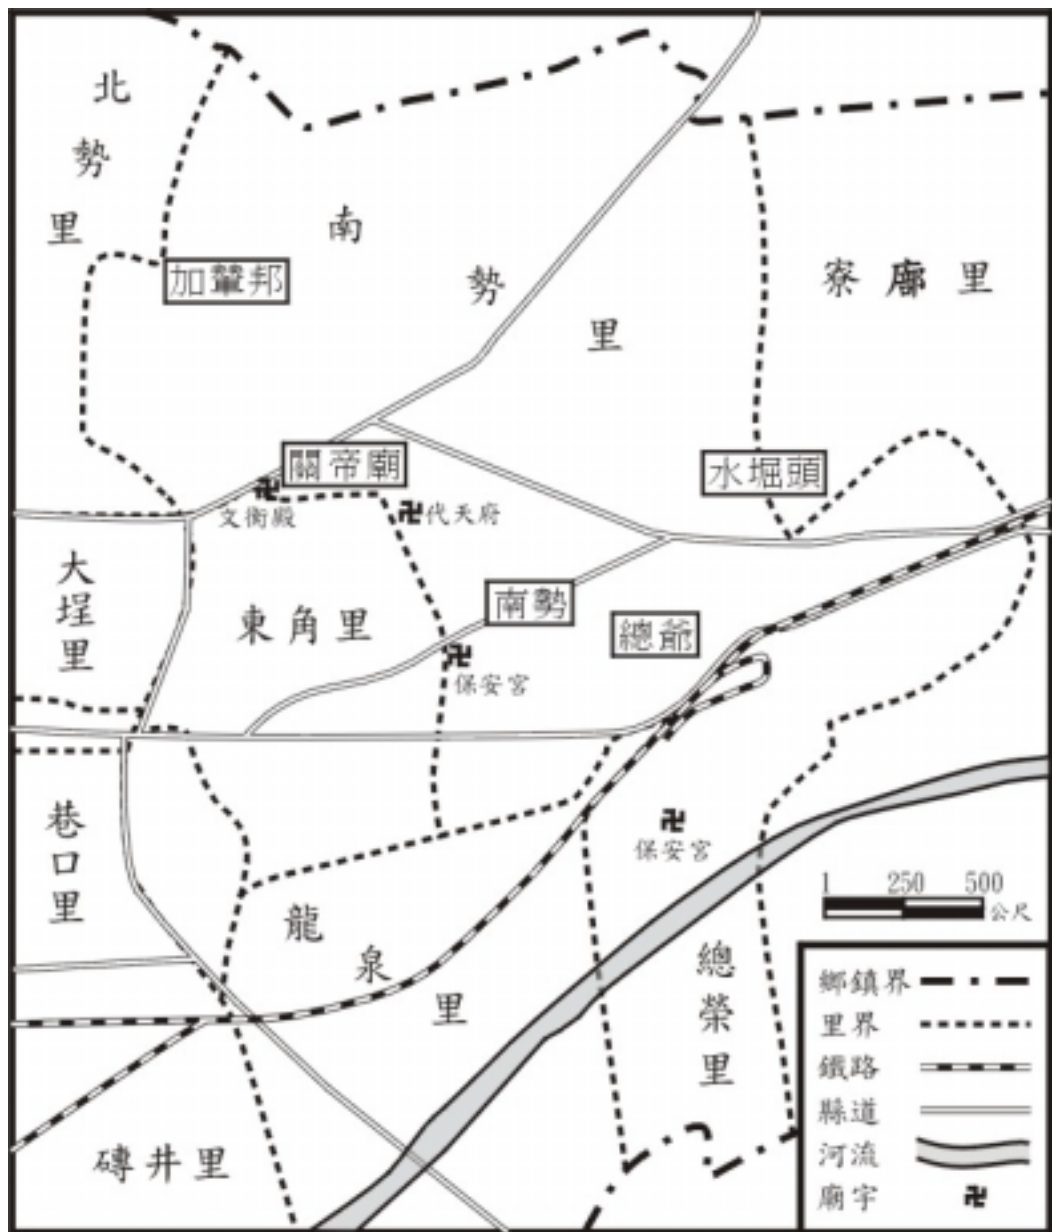 北勢里
南勢里
寮廍里
加輦邦
關帝廟
水堀頭
文衡殿
代天府
大埕里
東角里
南勢
總爺
保安宮
巷口里
保安宮
1 250 500
公尺
龍泉里
總榮里
磚井里
鄉鎮界
里界
鐵路
縣道
河流
廟宇